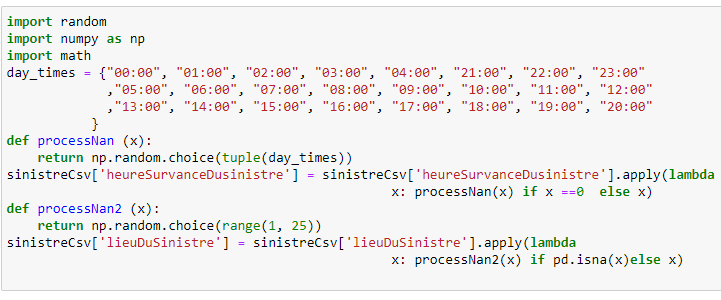 import random
import numpy as np
import math
day_times = {"00:00", "01:00", "02:00", "03:00", "04:00", "21:00", "22:00", "23:00"
,"05:00", "06:00", "07:00", "08:00", "09:00", "10:00", "11:00", "12:00"
,"13:00", "14:00", "15:00", "16:00", "17:00", "18:00", "19:00", "20:00"
}
def processNan (x):
return np.random.choice(tuple(day_times))
sinistreCsv['heureSurvanceDusinistre'] = sinistreCsv['heureSurvanceDusinistre'].apply(lambda
x: processNan(x) if x ==0 else x)
def processNan2 (x):
return np.random.choice(range(1, 25))
sinistreCsv['lieuDuSinistre'] = sinistreCsv['lieuDuSinistre'].apply(lambda
x: processNan2(x) if pd.isna(x)else x)